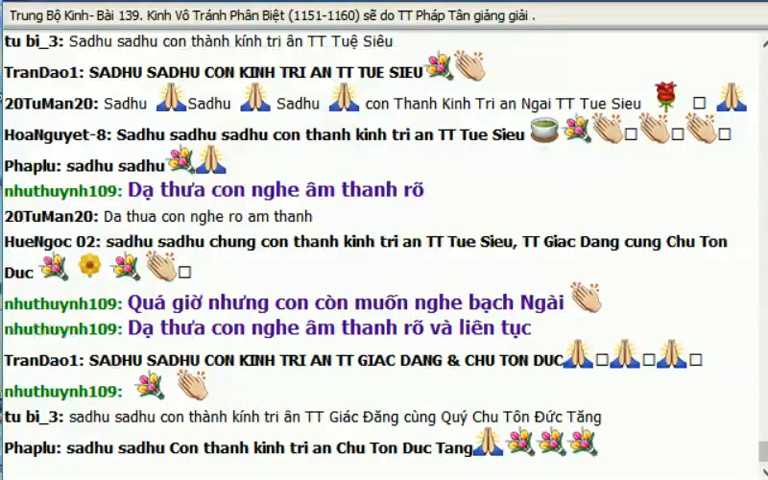 Trung Bộ Kinh- Bài 139. Kinh Vô Tránh Phân Biệt (1151-1160) sẽ do TT Pháp Tân giảng giải .
tu bi_3: Sadhu sadhu con thành kính tri ân TT Tuệ Siêu
TranDao1: SADHU SADHU CON KINH TRI AN TT TUE SIEU
20TuMan20: Sadhu Sadhu Sadhu con Thanh Kinh Tri an Ngai TT Tue Sieu
HoaNguyet-8: Sadhu sadhu sadhu con thanh kinh tri an TT Tue Sieu
Phaplu: sadhu sadhu
nhuthuynh109: Dạ thưa con nghe âm thanh rõ
20TuMan20: Da thua con nghe ro am thanh
HueNgoc 02: sadhu sadhu chung con thanh kinh tri an TT Tue Sieu, TT Giac Dang cung Chu Ton
Duc
nhuthuynh109: Quá giờ nhưng con còn muốn nghe bạch Ngài
nhuthuynh109: Dạ thưa con nghe âm thanh rõ và liên tục
TranDao1: SADHU SADHU CON KINH TRI AN TT GIAC DANG & CHU TON DUC
nhuthuynh109:
tu bi_3: sadhu sadhu con thành kính tri ân TT Giác Đăng cùng Quý Chu Tôn Đức Tăng
Phaplu: sadhu sadhu Con thanh kinh tri an Chu Ton Duc Tang